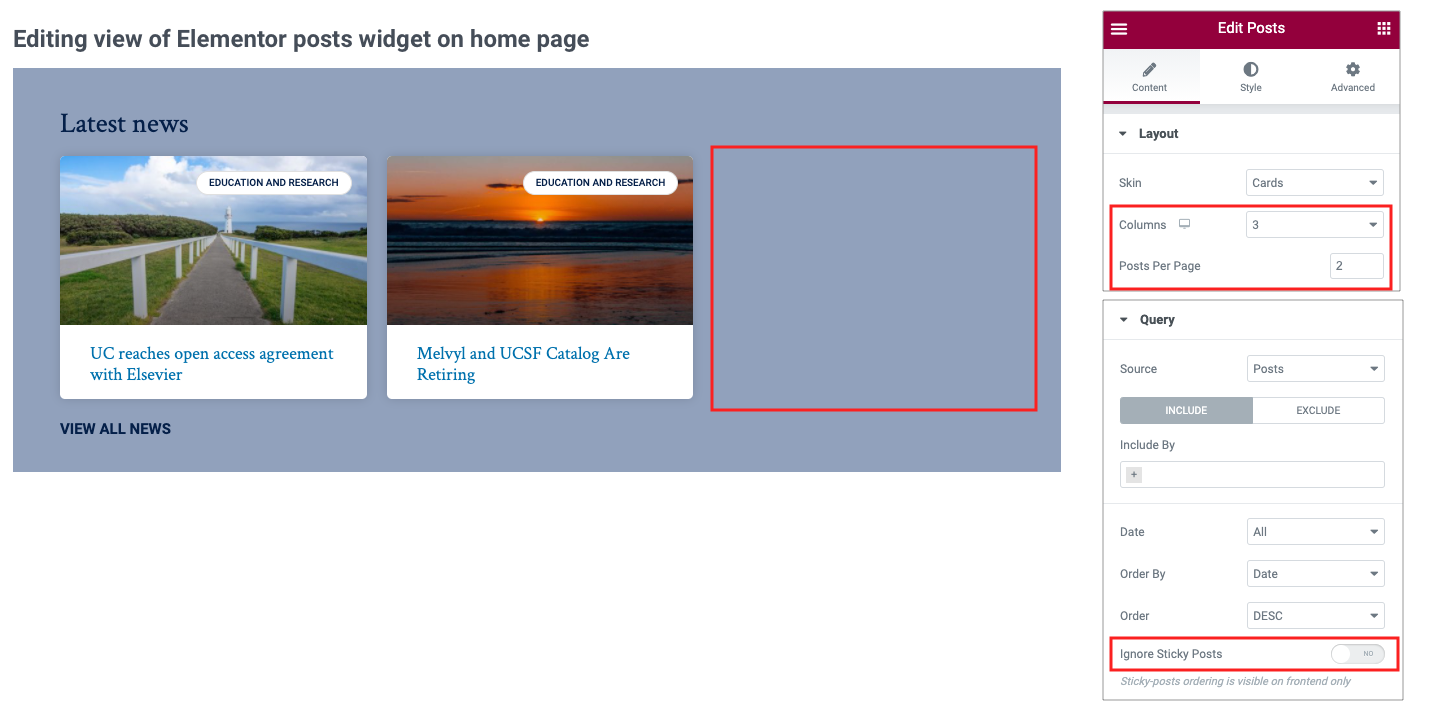 Editing view of Elementor posts widget on home page
Latest news
EDUCATION AND RESEARCH
UC reaches open access agreement
with Elsevier
EDUCATION AND RESEARCH
Melvyl and UCSF Catalog Are
Retiring
VIEW ALL NEWS
Edit Posts
Content Style Advanced
Layout
Skin Cards
Columns 3
Posts Per Page 2
Query
Source Posts
INCLUDE EXCLUDE
Include By
+
Date All
Order By Date
Order DESC
Ignore Sticky Posts NO
Sticky-posts ordering is visible on frontend only